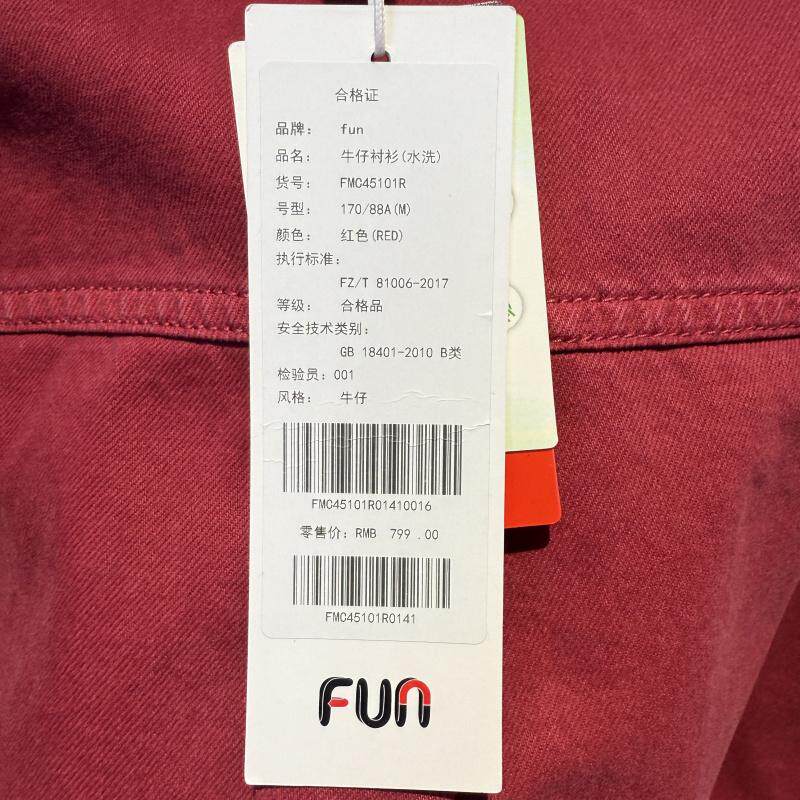 合格证
品牌： fun
品名： 牛仔衬衫(水洗)
货号： FMC45101R
号型： 170/88A(M)
颜色： 红色(RED)
执行标准：
FZ/T 81006-2017
等级： 合格品
安全技术类别：
GB 18401-2010 B类
检验员：001
风格： 牛仔
FMC45101R01410016
零售价：RMB 799 .00
FMC45101R0141
FUN